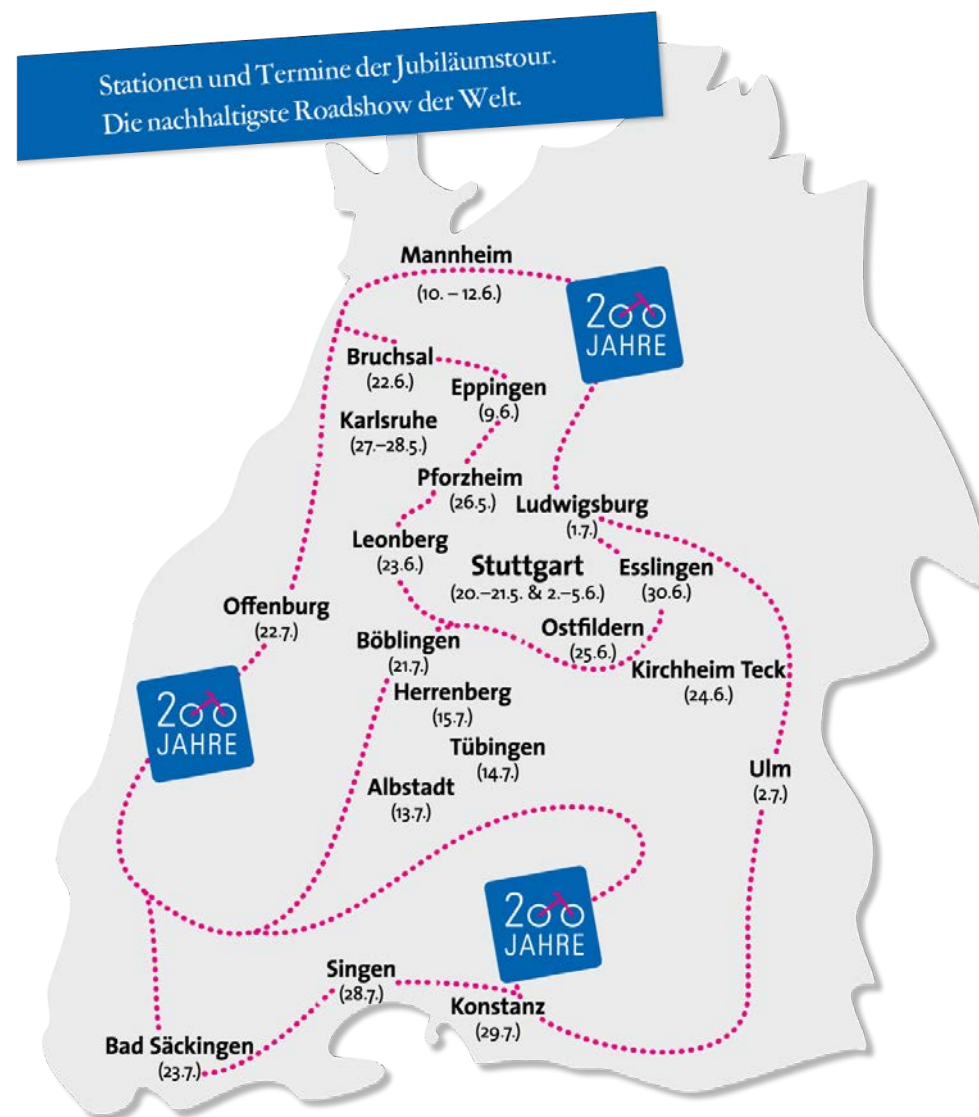 Stationen und Termine der Jubiläumstour.
Die nachhaltigste Roadshow der Welt.
Mannheim
(10. – 12.6.)
200
JAHRE
Bruchsal
(22.6.)
Eppingen
(9.6.)
Karlsruhe
(27.–28.5.)
Pforzheim
(26.5.)
Ludwigsburg
(1.7.)
Leonberg
(23.6.)
Stuttgart
(20.–21.5. & 2.–5.6.)
Esslingen
(30.6.)
Offenburg
(22.7.)
Ostfildern
(25.6.)
Böblingen
(21.7.)
Kirchheim Teck
(24.6.)
Herrenberg
(15.7.)
200
JAHRE
Tübingen
(14.7.)
Ulm
(2.7.)
Albstadt
(13.7.)
200
JAHRE
Singen
(28.7.)
Konstanz
(29.7.)
Bad Säckingen
(23.7.)